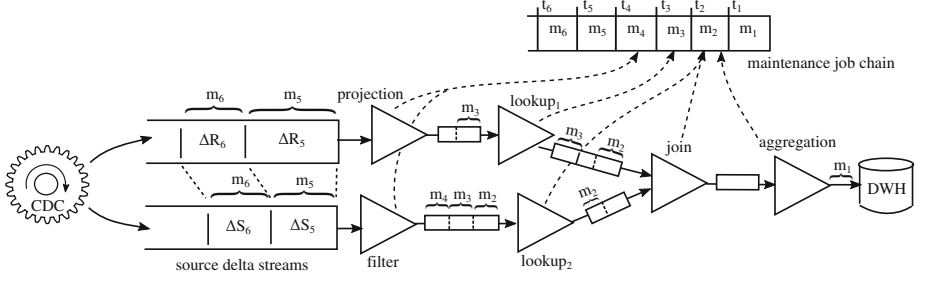 t₆ t₅ t₄ t₃ t₂ t₁
m₆ m₅ m₄ m₃ m₂ m₁
maintenance job chain
projection
lookup₁
m₆ m₅
m₃
ΔR₆ ΔR₅
m₃ m₂
join
aggregation
CDC
m₆ m₅
m₄ m₃ m₂
m₂
m₁
DWH
ΔS₆ ΔS₅
source delta streams
filter
lookup₂